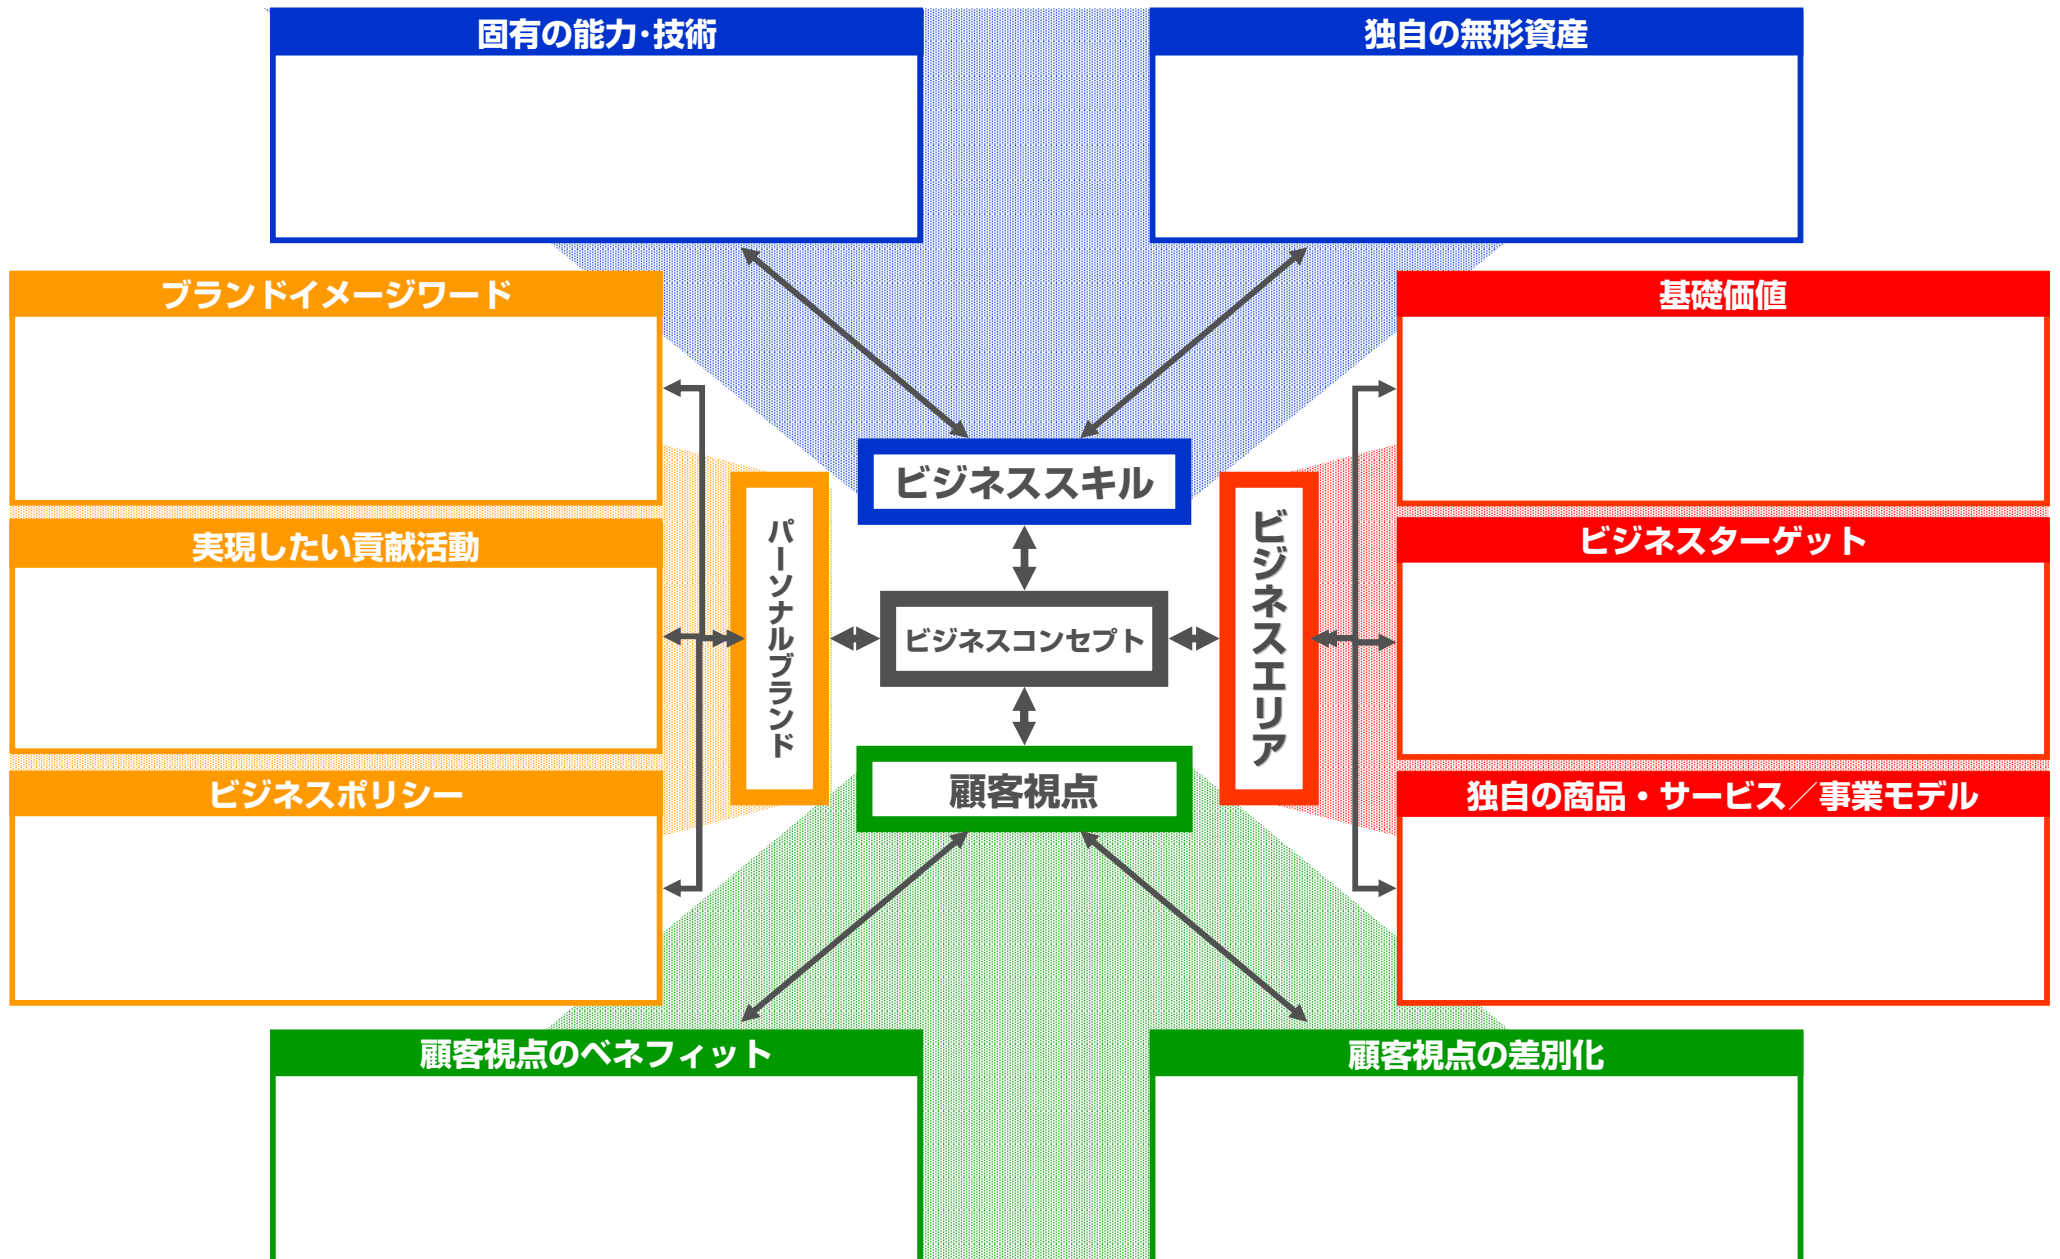 固有の能力・技術
独自の無形資産
ブランドイメージワード
基礎価値
ビジネススキル
実現したい貢献活動
パーソナルブランド
ビジネスコンセプト
ビジネスエリア
ビジネスターゲット
顧客視点
ビジネスポリシー
独自の商品・サービス／事業モデル
顧客視点のベネフィット
顧客視点の差別化